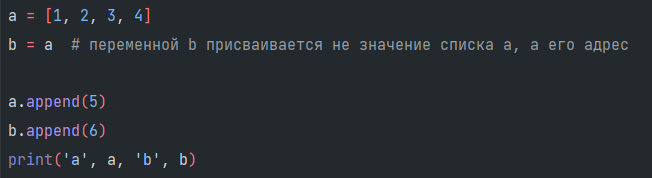 a = [1, 2, 3, 4]
b = a  # переменной b присваивается не значение списка a, а его адрес
a.append(5)
b.append(6)
print('a', a, 'b', b)